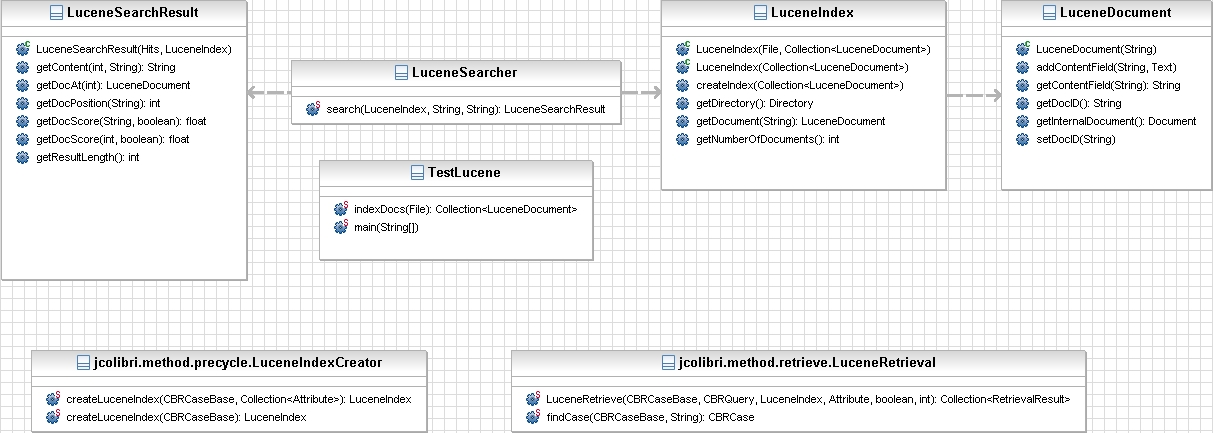 LuceneSearchResult
LuceneSearchResult(Hits, LuceneIndex)
getContent(int, String): String
getDocAt(int): LuceneDocument
getDocPosition(String): int
getDocScore(String, boolean): float
getDocScore(int, boolean): float
getResultLength(): int
LuceneSearcher
search(LuceneIndex, String, String): LuceneSearchResult
TestLucene
indexDocs(File): Collection<LuceneDocument>
main(String[])
LuceneIndex
LuceneIndex(File, Collection<LuceneDocument>)
LuceneIndex(Collection<LuceneDocument>)
createIndex(Collection<LuceneDocument>)
getDirectory(): Directory
getDocument(String): LuceneDocument
getNumberOfDocuments(): int
LuceneDocument
LuceneDocument(String)
addContentField(String, Text)
getContentField(String): String
getDocID(): String
getInternalDocument(): Document
setDocID(String)
jcolibri.method.precycle.LuceneIndexCreator
createLuceneIndex(CBRCaseBase, Collection<Attribute>): LuceneIndex
createLuceneIndex(CBRCaseBase): LuceneIndex
jcolibri.method.retrieve.LuceneRetrieval
LuceneRetrieve(CBRCaseBase, CBRQuery, LuceneIndex, Attribute, boolean, int): Collection<RetrievalResult>
findCase(CBRCaseBase, String): CBRCase